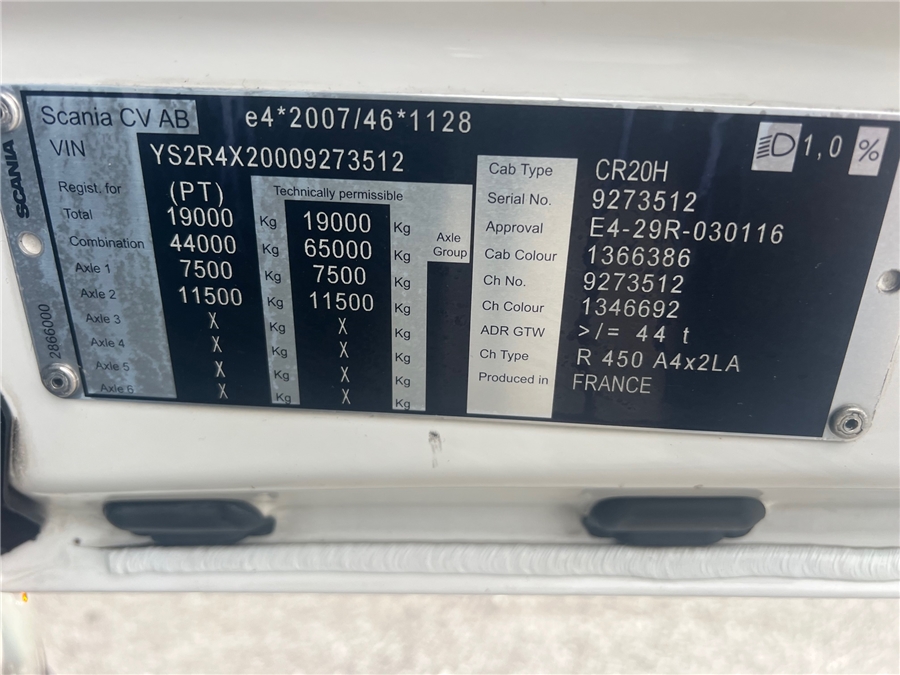 Scania CV AB e4*2007/46*1128
VIN YS2R4X20009273512
1,0 %
SCANIA
2866000
Regist. for (PT) Technically permissible
Total 19000 Kg 19000 Kg
Combination 44000 Kg 65000 Kg
Axle Group
Axle 1 7500 Kg 7500 Kg
Axle 2 11500 Kg 11500 Kg
Axle 3 X Kg X Kg
Axle 4 X Kg X Kg
Axle 5 X Kg X Kg
Axle 6 X Kg X Kg
Cab Type CR20H
Serial No. 9273512
Approval E4-29R-030116
Cab Colour 1366386
Ch No. 9273512
Ch Colour 1346692
ADR GTW >/= 44 t
Ch Type R 450 A4x2LA
Produced in FRANCE